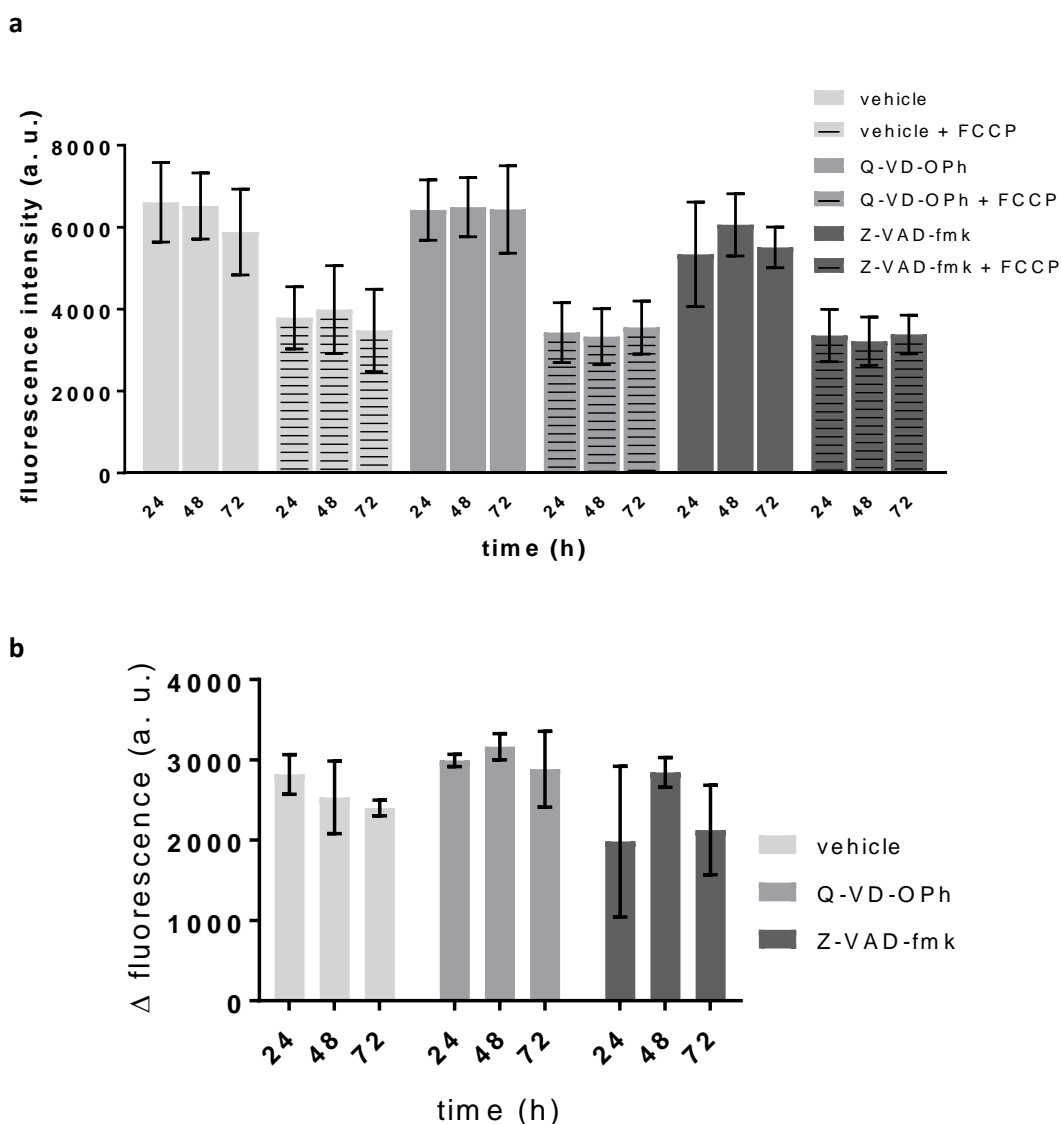 a
vehicle
vehicle + FCCP
Q-VD-OPh
Q-VD-OPh + FCCP
Z-VAD-fmk
Z-VAD-fmk + FCCP
fluorescence intensity (a. u.)
8000
6000
4000
2000
0
24 48 72 24 48 72 24 48 72 24 48 72 24 48 72 24 48 72
time (h)
b
Δ fluorescence (a. u.)
4000
3000
2000
1000
0
vehicle
Q-VD-OPh
Z-VAD-fmk
24 48 72 24 48 72 24 48 72
time (h)